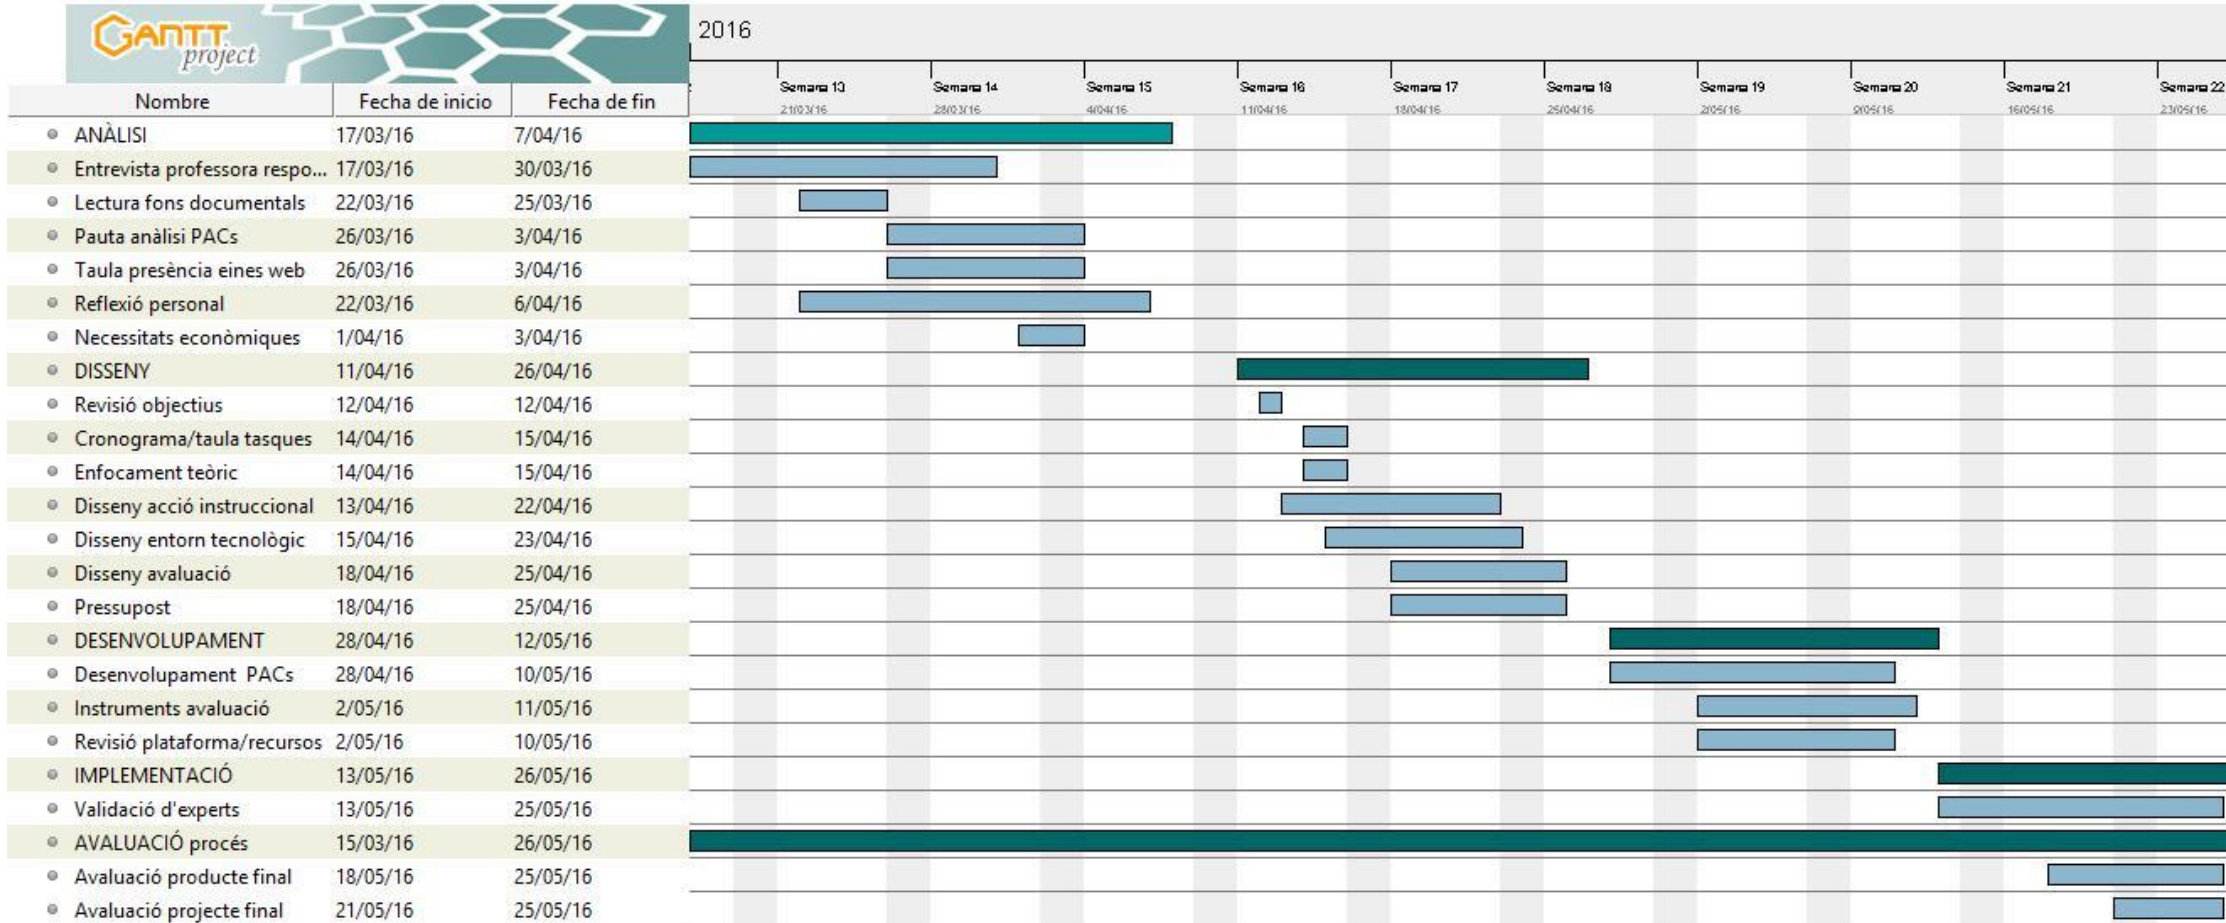 GANTT
project
2016
Semana 13 Semana 14 Semana 15 Semana 16 Semana 17 Semana 18 Semana 19 Semana 20 Semana 21 Semana 22
Nombre Fecha de inicio Fecha de fin
21/03/16 28/03/16 4/04/16 11/04/16 18/04/16 25/04/16 2/05/16 9/05/16 16/05/16 23/05/16
ANÀLISI 17/03/16 7/04/16
Entrevista professora respo... 17/03/16 30/03/16
Lectura fons documentals 22/03/16 25/03/16
Pauta anàlisi PACs 26/03/16 3/04/16
Taula presència eines web 26/03/16 3/04/16
Reflexió personal 22/03/16 6/04/16
Necessitats econòmiques 1/04/16 3/04/16
DISSENY 11/04/16 26/04/16
Revisió objectius 12/04/16 12/04/16
Cronograma/taula tasques 14/04/16 15/04/16
Enfocament teòric 14/04/16 15/04/16
Disseny acció instruccional 13/04/16 22/04/16
Disseny entorn tecnològic 15/04/16 23/04/16
Disseny avaluació 18/04/16 25/04/16
Pressupost 18/04/16 25/04/16
DESENVOLUPAMENT 28/04/16 12/05/16
Desenvolupament PACs 28/04/16 10/05/16
Instruments avaluació 2/05/16 11/05/16
Revisió plataforma/recursos 2/05/16 10/05/16
IMPLEMENTACIÓ 13/05/16 26/05/16
Validació d'experts 13/05/16 25/05/16
AVALUACIÓ procés 15/03/16 26/05/16
Avaluació producte final 18/05/16 25/05/16
Avaluació projecte final 21/05/16 25/05/16